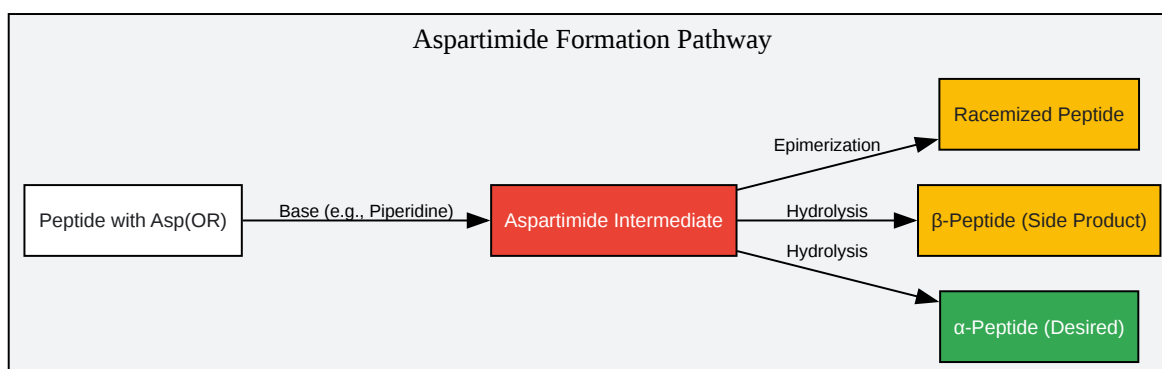 Aspartimide Formation Pathway
Racemized Peptide
Epimerization
Peptide with Asp(OR)
Base (e.g., Piperidine)
Aspartimide Intermediate
Hydrolysis
β-Peptide (Side Product)
Hydrolysis
α-Peptide (Desired)